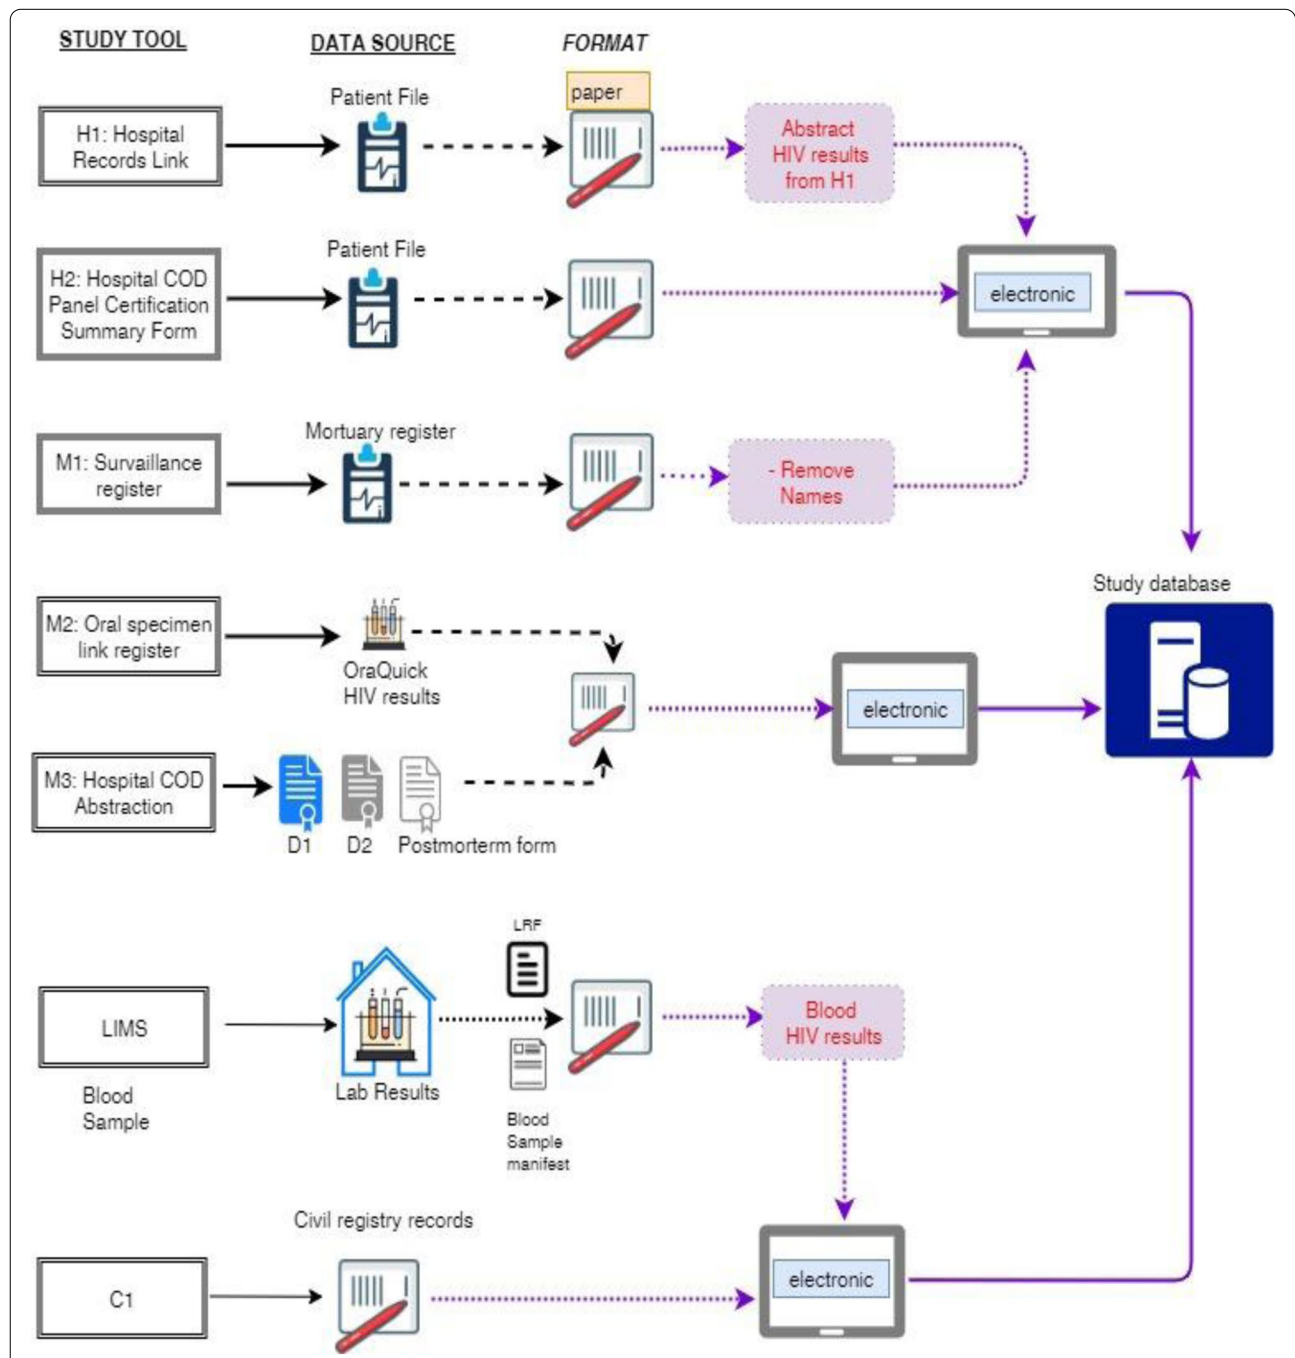 STUDY TOOL
DATA SOURCE
FORMAT
H1: Hospital
Records Link
Patient File
paper
Abstract
HIV results
from H1
H2: Hospital COD
Panel Certification
Summary Form
Patient File
electronic
M1: Survaillance
register
Mortuary register
- Remove
Names
Study database
M2: Oral specimen
link register
OraQuick
HIV results
electronic
M3: Hospital COD
Abstraction
D1
D2
Postmorterm form
LIMS
Blood
Sample
Lab Results
LRF
Blood
Sample
manifest
Blood
HIV results
C1
Civil registry records
electronic